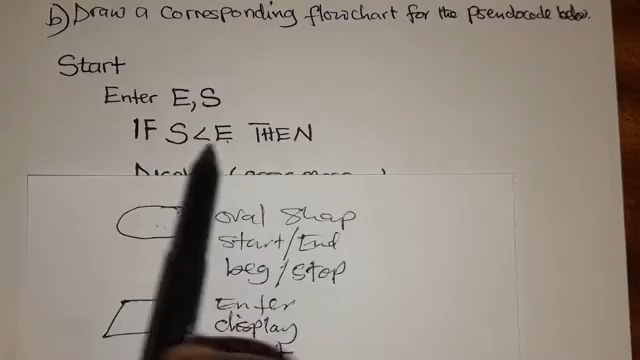 b) Draw a corresponding flowchart for the pseudocode below.
Start
Enter E, S
IF S<E THEN
oval shap
start/End
beg/stop
Enter
display